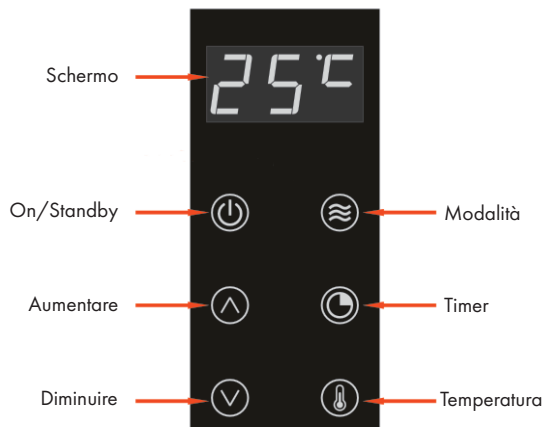 Schermo
25°C
On/Standby
Modalità
Aumentare
Timer
Diminuire
Temperatura